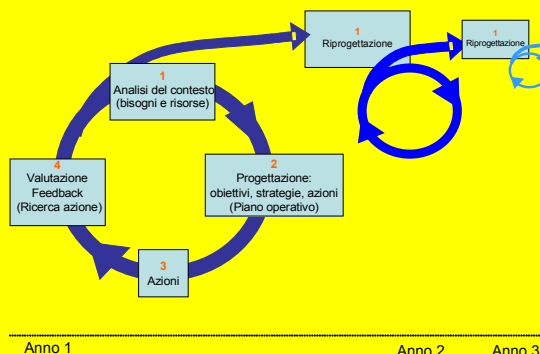 1
Riprogettazione
1
Riprogettazione
1
Analisi del contesto
(bisogni e risorse)
4
Valutazione
Feedback
(Ricerca azione)
2
Progettazione:
obiettivi, strategie, azioni
(Piano operativo)
3
Azioni
Anno 1
Anno 2
Anno 3